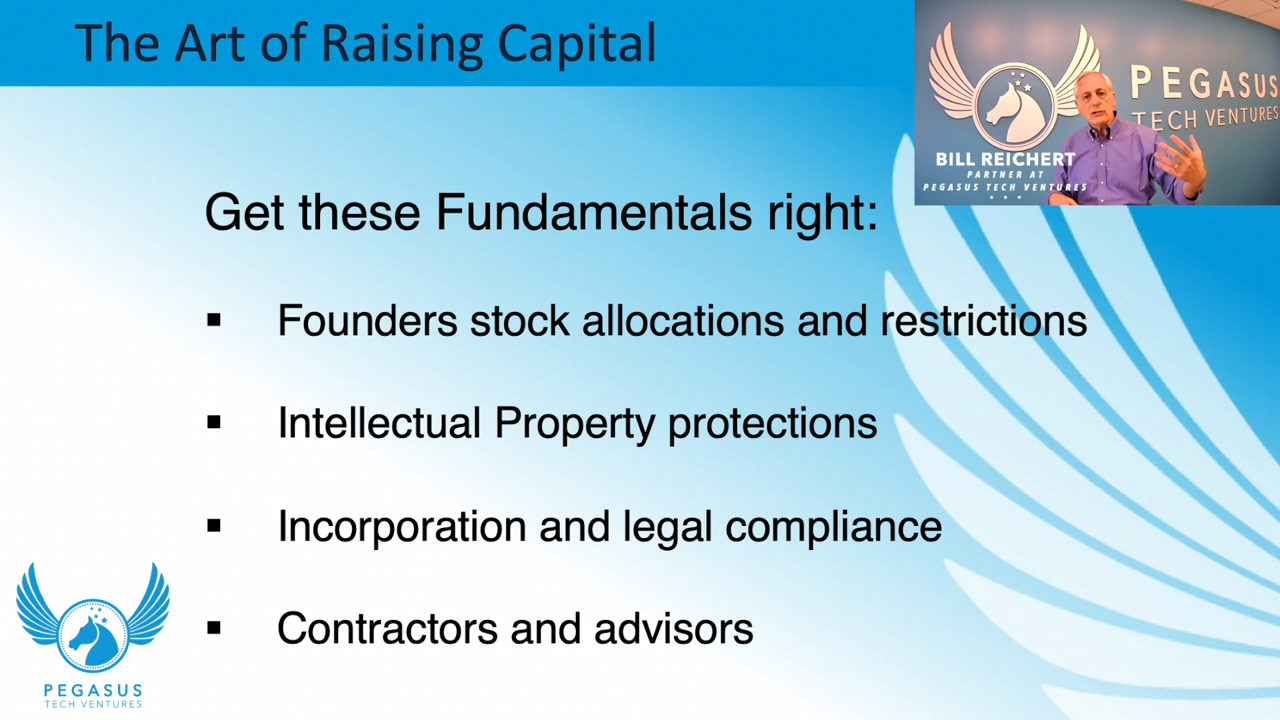 The Art of Raising Capital
PEGASUS
TECH VENTURES
BILL REICHERT
PARTNER AT
PEGASUS TECH VENTURES
Get these Fundamentals right:
▪ Founders stock allocations and restrictions
▪ Intellectual Property protections
▪ Incorporation and legal compliance
▪ Contractors and advisors
PEGASUS
TECH VENTURES